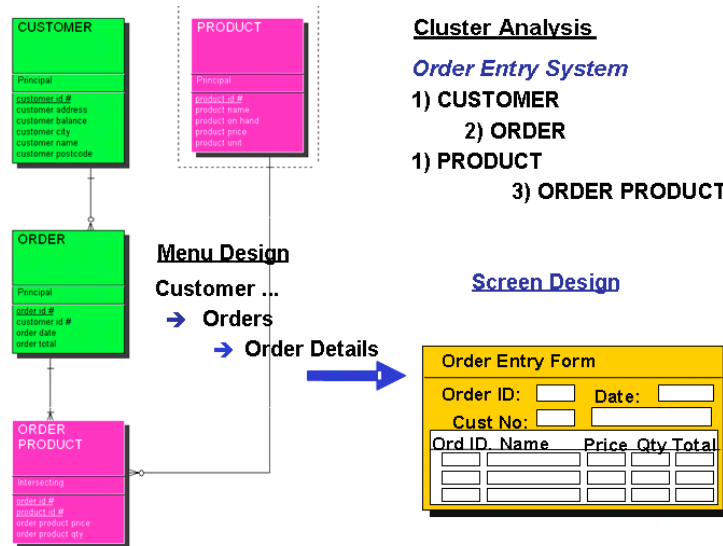 CUSTOMER
Principal
customer id #
customer address
customer balance
customer city
customer name
customer postcode
PRODUCT
Principal
product id #
product name
product on hand
product price
product unit
Cluster Analysis
Order Entry System
1) CUSTOMER
2) ORDER
1) PRODUCT
3) ORDER PRODUCT
ORDER
Principal
order id #
customer id #
order date
order total
Menu Design
Customer ...
➔ Orders
➔ Order Details
Screen Design
Order Entry Form
Order ID: Date:
Cust No:
Ord ID. Name Price Qty Total
ORDER
PRODUCT
Intersecting
order id #
product id #
order product price
order product qty